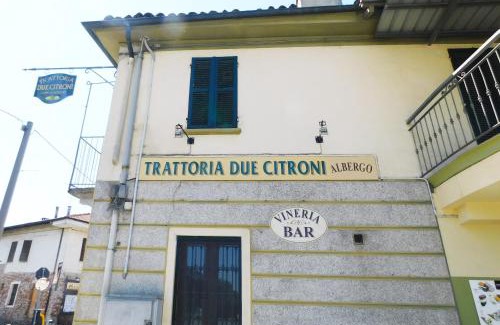 TRATTORIA
DUE CITRONI
TRATTORIA DUE CITRONI ALBERGO
VINERIA
BAR